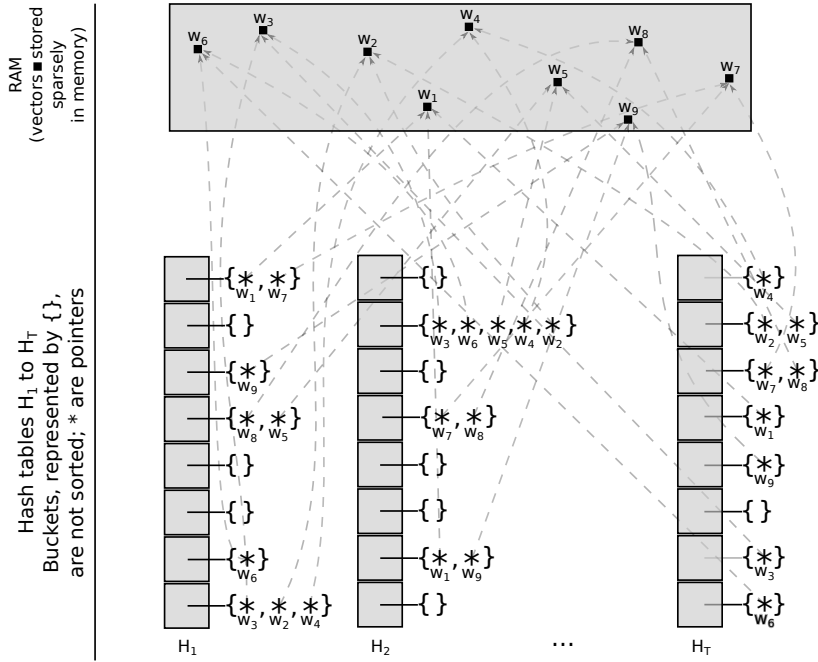 RAM
(vectors ■ stored
sparsely
in memory)
w₆
w₃
w₂
w₄
w₈
w₁
w₅
w₉
w₇
Hash tables H₁ to H_T
Buckets, represented by {},
are not sorted; * are pointers
{*,*}
w₁ w₇
{}
{*}
w₉
{*,*}
w₈ w₅
{}
{}
{*}
w₆
{*,*,*}
w₃ w₂ w₄
H₁
{}
{*,*,*,*,*}
w₃ w₆ w₅ w₄ w₂
{}
{*,*}
w₇ w₈
{}
{}
{*,*}
w₁ w₉
{}
H₂
...
{*}
w₄
{*,*}
w₂ w₅
{*,*}
w₇ w₈
{*}
w₁
{*}
w₉
{}
{*}
w₃
{*}
w₆
H_T